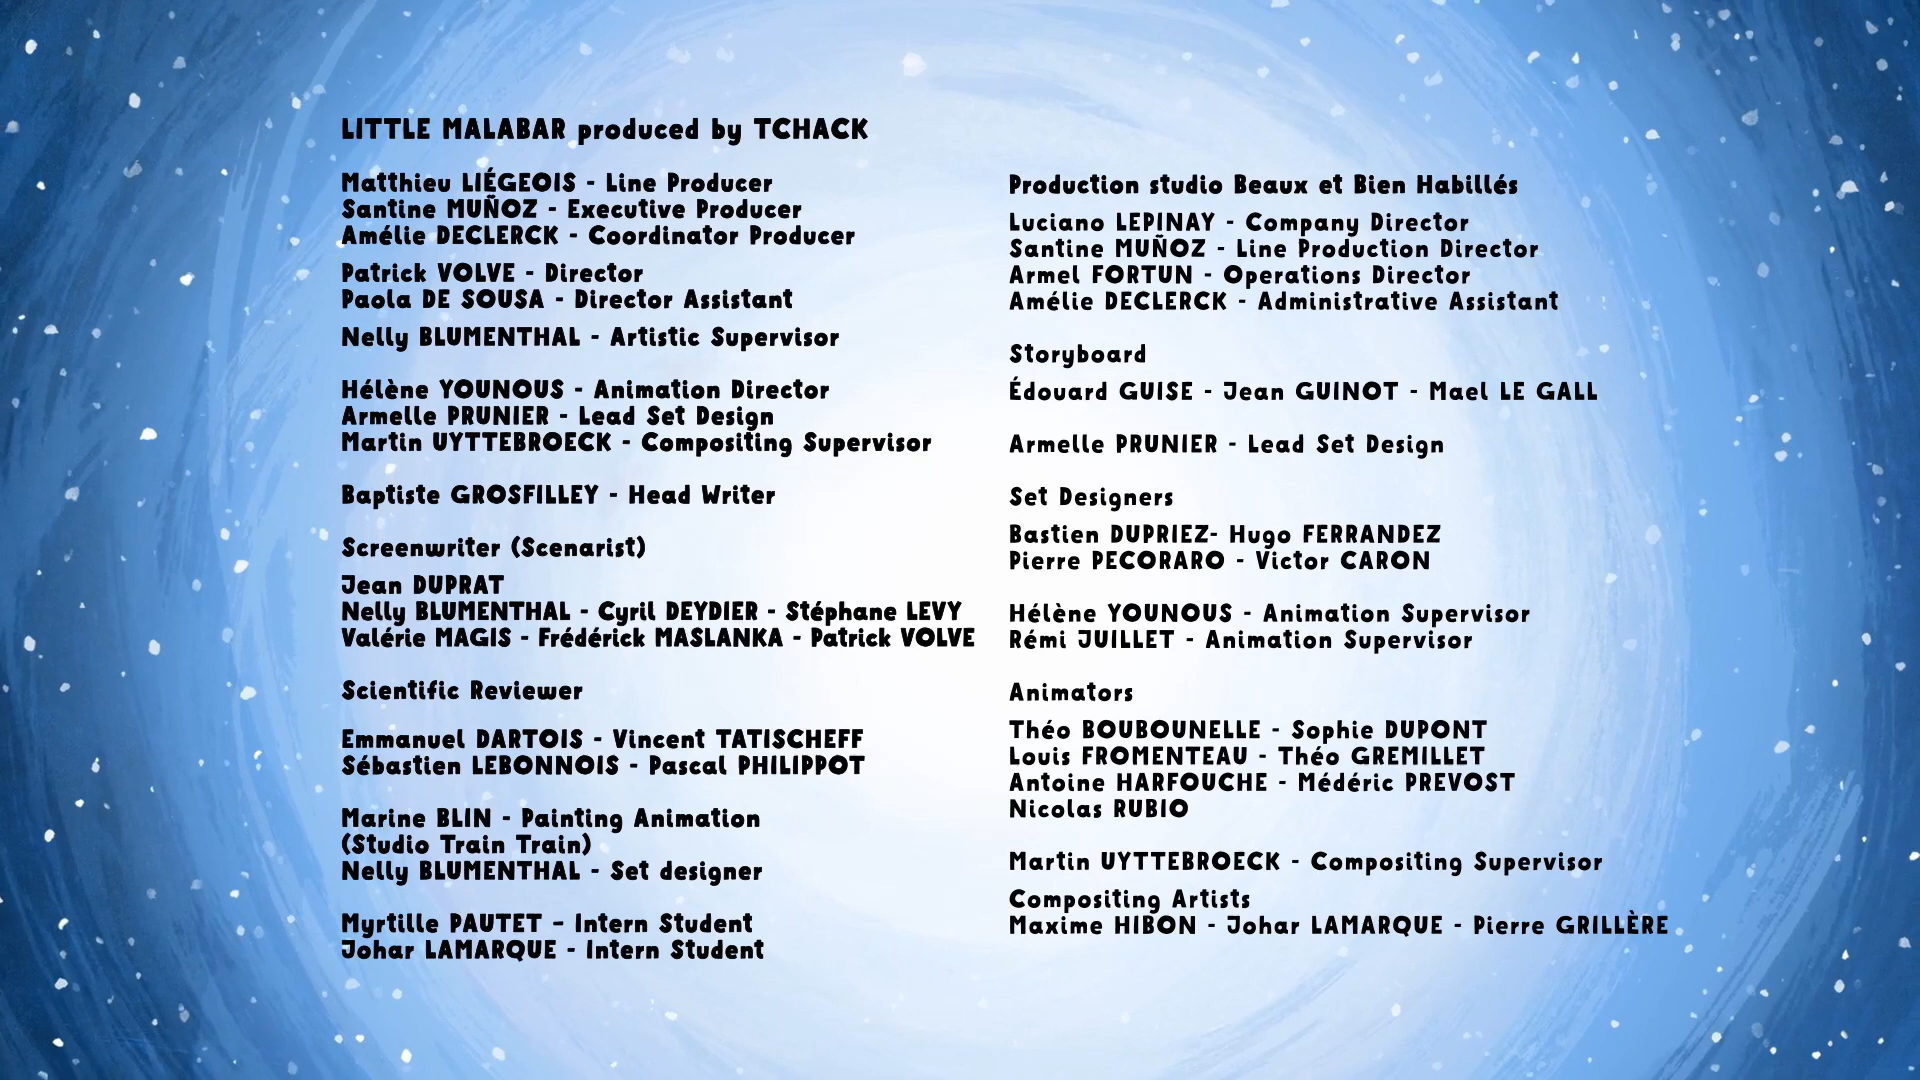 LITTLE MALABAR produced by TCHACK
Matthieu LIÉGEOIS - Line Producer
Santine MUÑOZ - Executive Producer
Amélie DECLERCK - Coordinator Producer
Patrick VOLVE - Director
Paola DE SOUSA - Director Assistant
Nelly BLUMENTHAL - Artistic Supervisor
Hélène YOUNOUS - Animation Director
Armelle PRUNIER - Lead Set Design
Martin UYTTEBROECK - Compositing Supervisor
Baptiste GROSFILLEY - Head Writer
Screenwriter (Scenarist)
Jean DUPRAT
Nelly BLUMENTHAL - Cyril DEYDIER - Stéphane LEVY
Valérie MAGIS - Frédérick MASLANKA - Patrick VOLVE
Scientific Reviewer
Emmanuel DARTOIS - Vincent TATISCHEFF
Sébastien LEBONNOIS - Pascal PHILIPPOT
Marine BLIN - Painting Animation
(Studio Train Train)
Nelly BLUMENTHAL - Set designer
Myrtille PAUTET - Intern Student
Johar LAMARQUE - Intern Student
Production studio Beaux et Bien Habillés
Luciano LEPINAY - Company Director
Santine MUÑOZ - Line Production Director
Armel FORTUN - Operations Director
Amélie DECLERCK - Administrative Assistant
Storyboard
Édouard GUISE - Jean GUINOT - Mael LE GALL
Armelle PRUNIER - Lead Set Design
Set Designers
Bastien DUPRIEZ- Hugo FERRANDEZ
Pierre PECORARO - Victor CARON
Hélène YOUNOUS - Animation Supervisor
Rémi JUILLET - Animation Supervisor
Animators
Théo BOUBOUNELLE - Sophie DUPONT
Louis FROMENTEAU - Théo GREMILLET
Antoine HARFOUCHE - Médéric PREVOST
Nicolas RUBIO
Martin UYTTEBROECK - Compositing Supervisor
Compositing Artists
Maxime HIBON - Johar LAMARQUE - Pierre GRILLÈRE